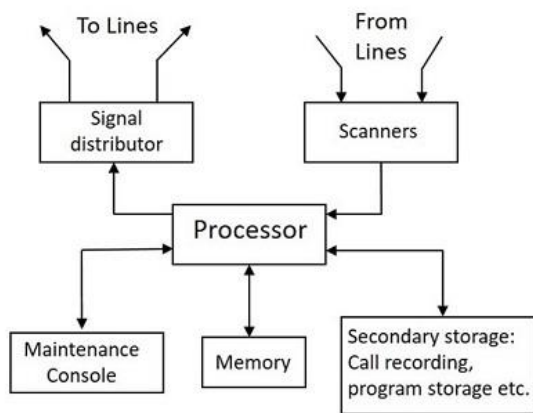 To Lines
From
Lines
Signal
distributor
Scanners
Processor
Maintenance
Console
Memory
Secondary storage:
Call recording,
program storage etc.